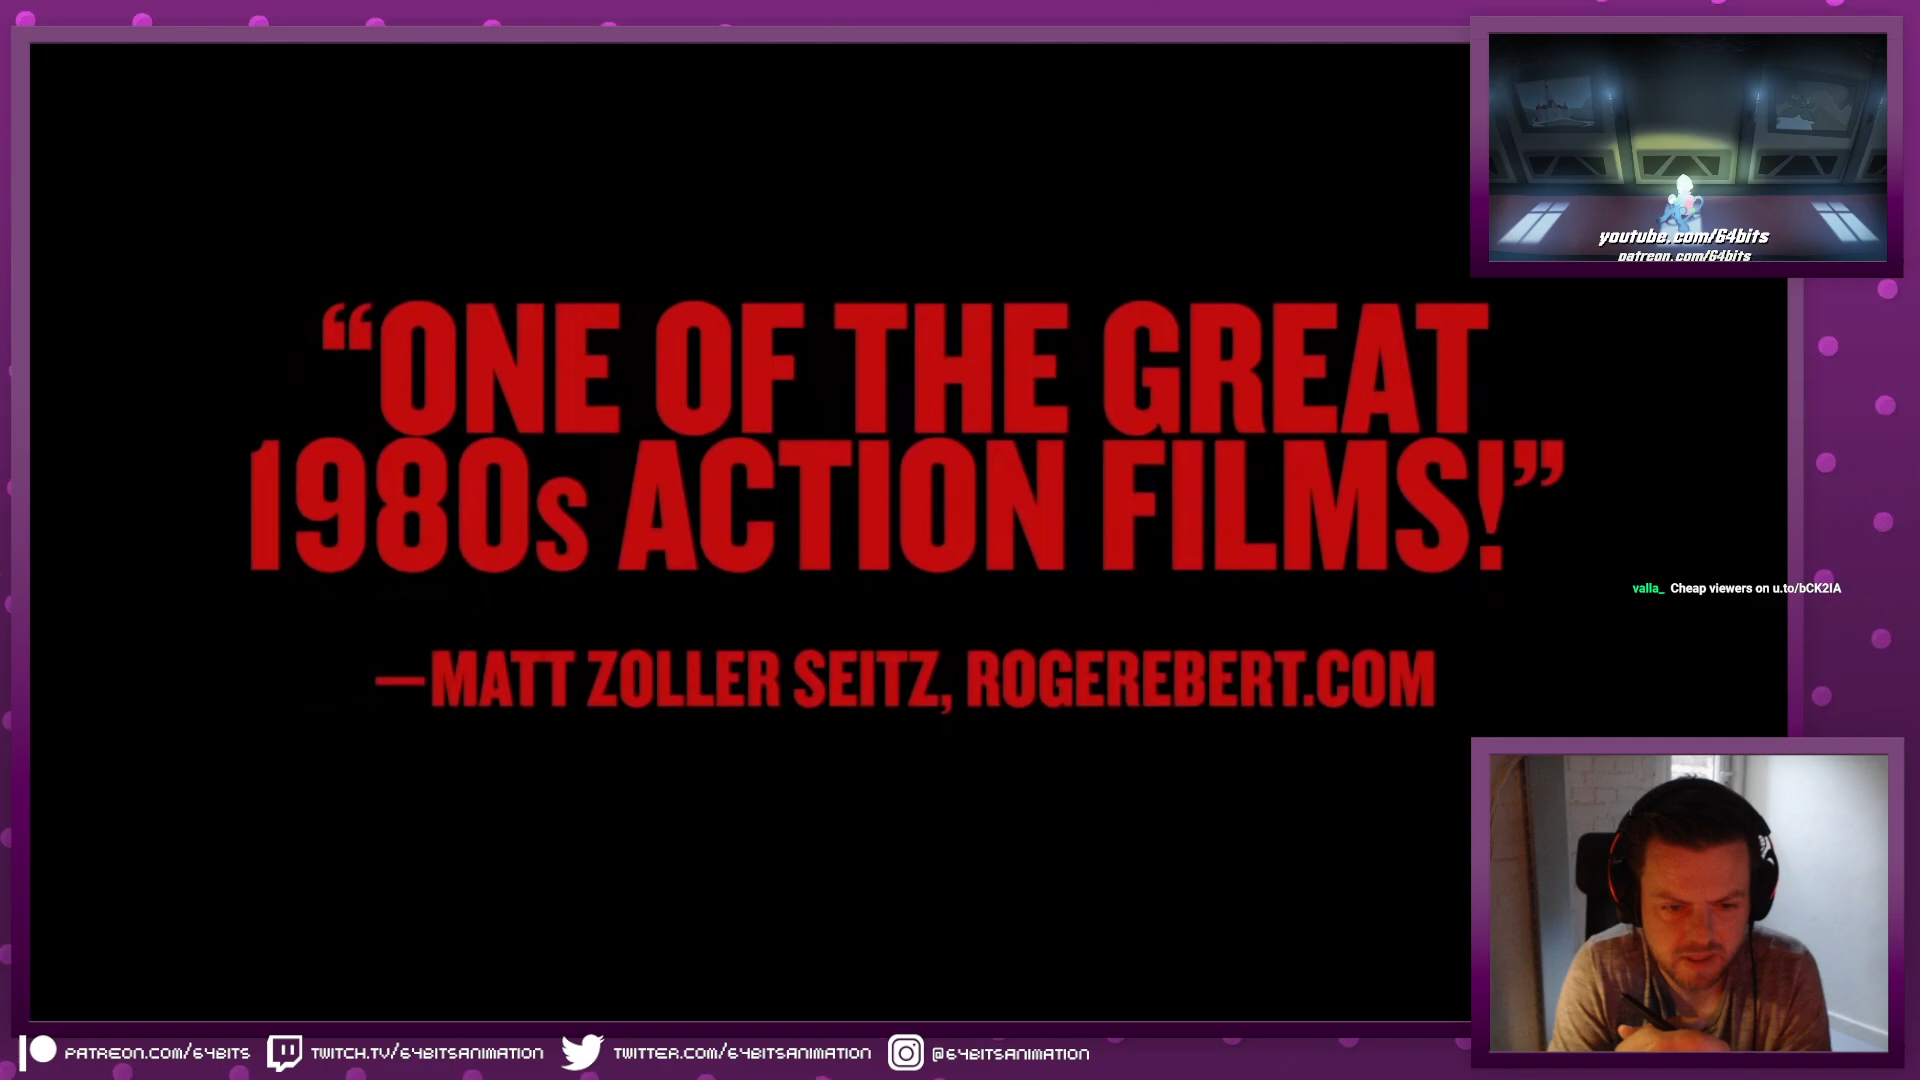 “ONE OF THE GREAT
1980s ACTION FILMS!”
—MATT ZOLLER SEITZ, ROGEREBERT.COM
youtube.com/64bits
patreon.com/64bits
valla_ Cheap viewers on u.to/bCK2IA
PATREON.COM/64BITS
TWITCH.TV/64BITSANIMATION
TWITTER.COM/64BITSANIMATION
@64BITSANIMATION